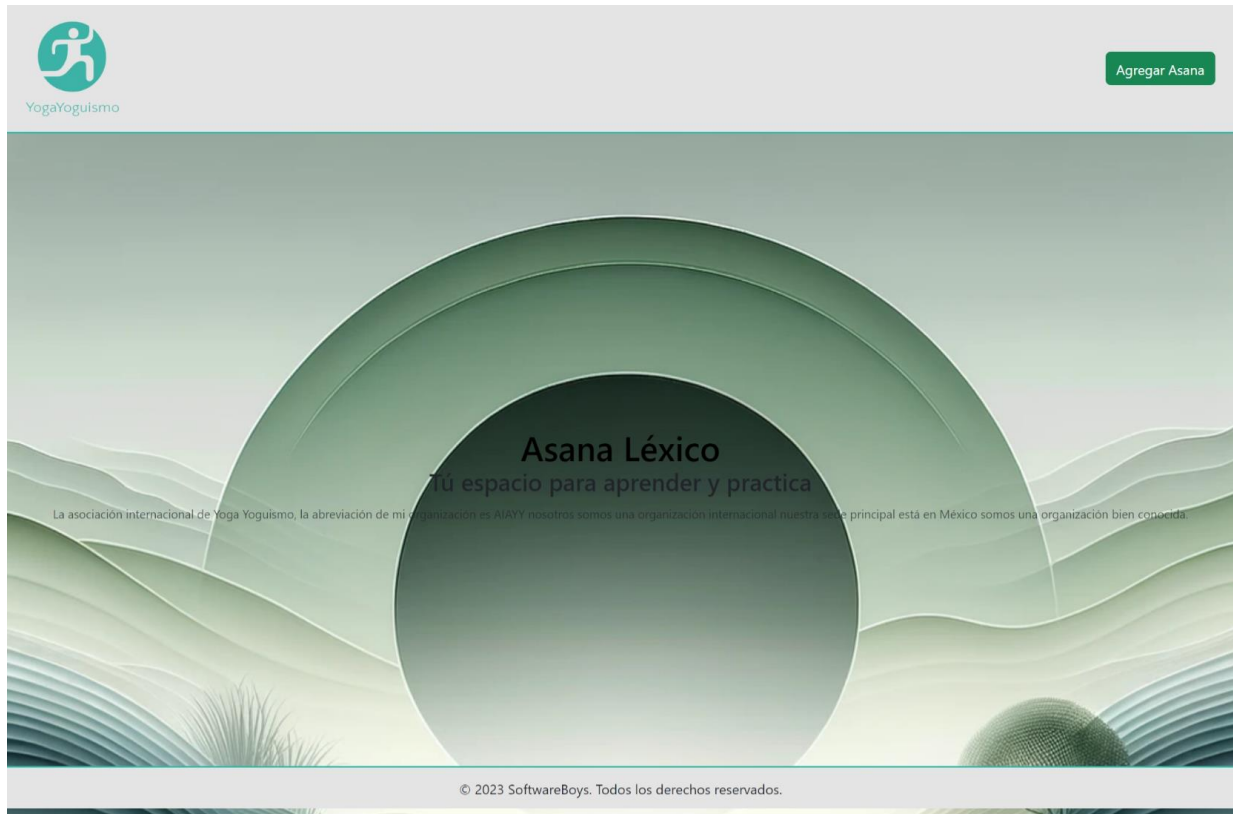 YogaYoguismo
Agregar Asana
Asana Léxico
Tú espacio para aprender y practica
La asociación internacional de Yoga Yoguismo, la abreviación de mi organización es AIAYY nosotros somos una organización internacional nuestra sede principal está en México somos una organización bien conocida.
© 2023 SoftwareBoys. Todos los derechos reservados.